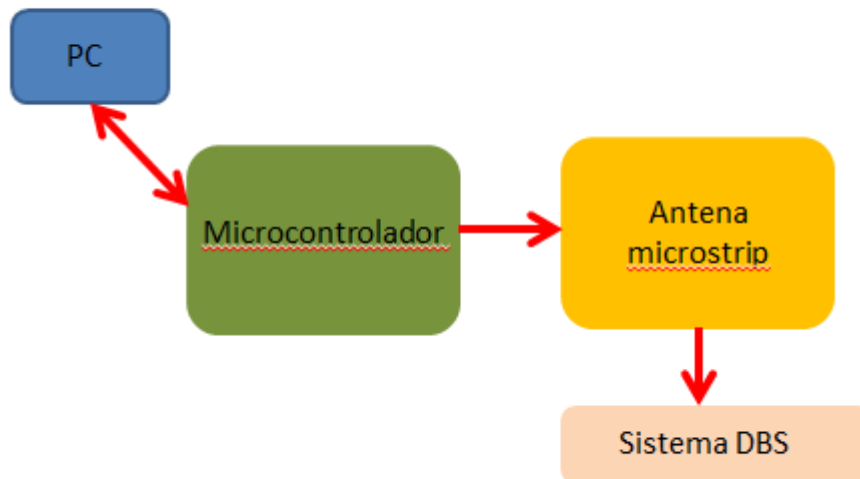 PC
Microcontrolador
Antena
microstrip
Sistema DBS